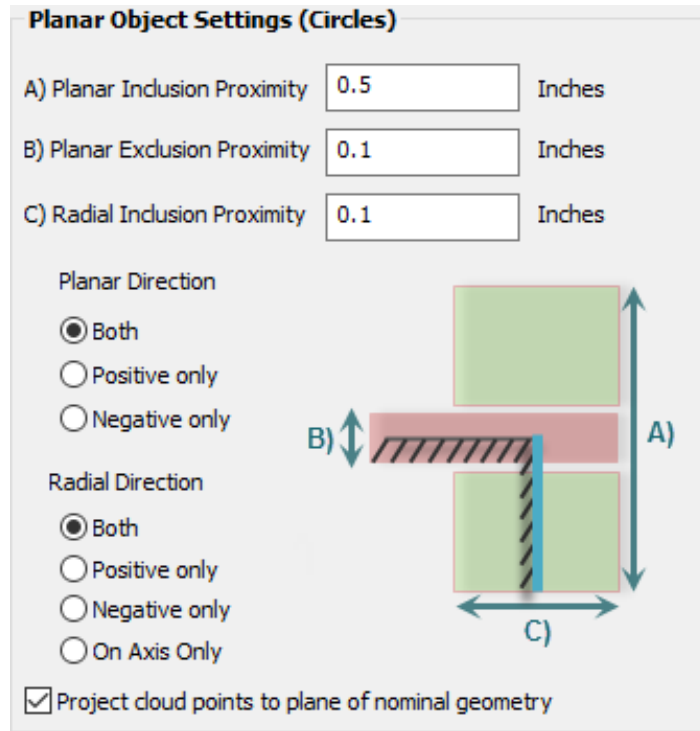 Planar Object Settings (Circles)
A) Planar Inclusion Proximity 0.5 Inches
B) Planar Exclusion Proximity 0.1 Inches
C) Radial Inclusion Proximity 0.1 Inches
Planar Direction
Both
Positive only
Negative only
Radial Direction
Both
Positive only
Negative only
On Axis Only
B)
A)
C)
Project cloud points to plane of nominal geometry